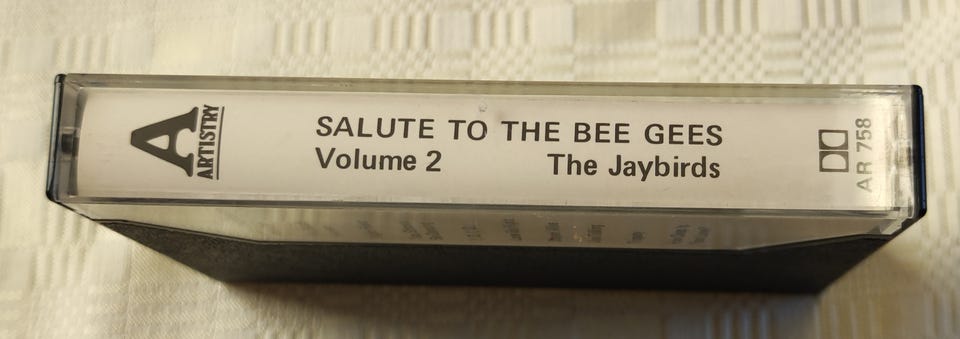 A
ARTISTRY
SALUTE TO THE BEE GEES
Volume 2
The Jaybirds
AR 758